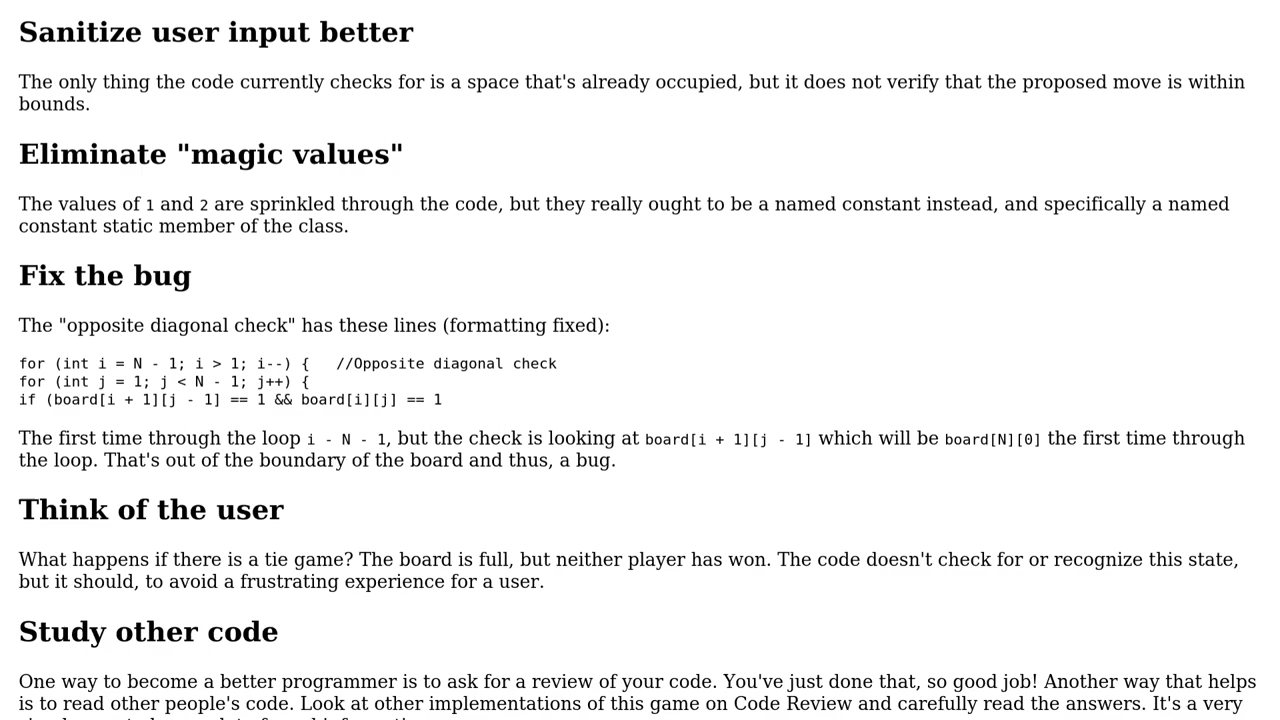 Sanitize user input better
The only thing the code currently checks for is a space that's already occupied, but it does not verify that the proposed move is within
bounds.
Eliminate "magic values"
The values of 1 and 2 are sprinkled through the code, but they really ought to be a named constant instead, and specifically a named
constant static member of the class.
Fix the bug
The "opposite diagonal check" has these lines (formatting fixed):
for (int i = N - 1; i > 1; i--) {   //Opposite diagonal check
for (int j = 1; j < N - 1; j++) {
if (board[i + 1][j - 1] == 1 && board[i][j] == 1
The first time through the loop i - N - 1, but the check is looking at board[i + 1][j - 1] which will be board[N][0] the first time through
the loop. That's out of the boundary of the board and thus, a bug.
Think of the user
What happens if there is a tie game? The board is full, but neither player has won. The code doesn't check for or recognize this state,
but it should, to avoid a frustrating experience for a user.
Study other code
One way to become a better programmer is to ask for a review of your code. You've just done that, so good job! Another way that helps
is to read other people's code. Look at other implementations of this game on Code Review and carefully read the answers. It's a very